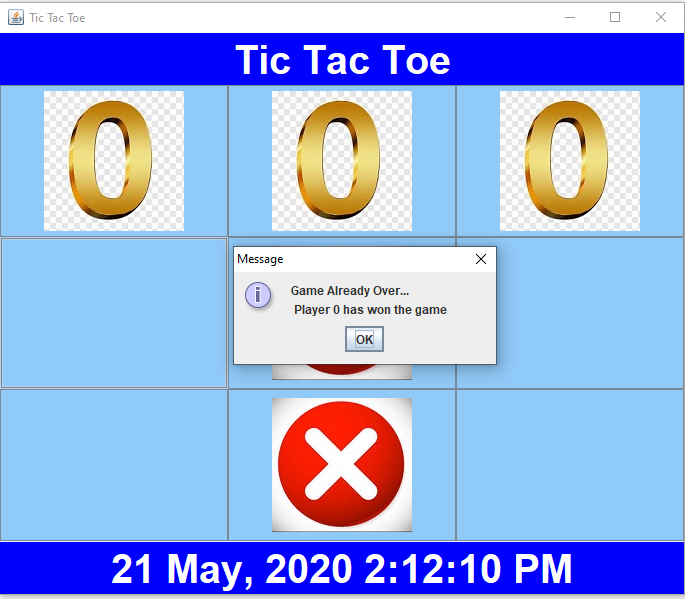 Tic Tac Toe
Tic Tac Toe
0 0 0
Message
Game Already Over...
Player 0 has won the game
OK
21 May, 2020 2:12:10 PM